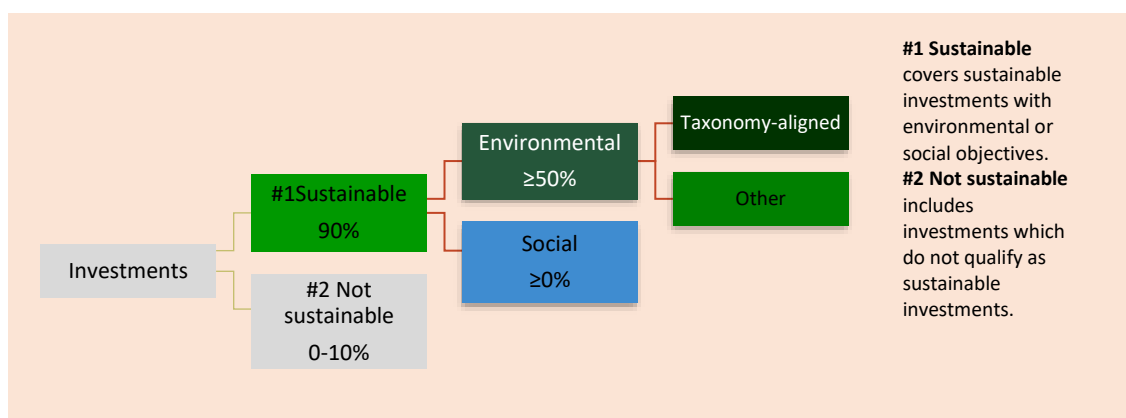 Investments
#1Sustainable
90%
#2 Not
sustainable
0-10%
Environmental
≥50%
Social
≥0%
Taxonomy-aligned
Other
#1 Sustainable
covers sustainable
investments with
environmental or
social objectives.
#2 Not sustainable
includes
investments which
do not qualify as
sustainable
investments.